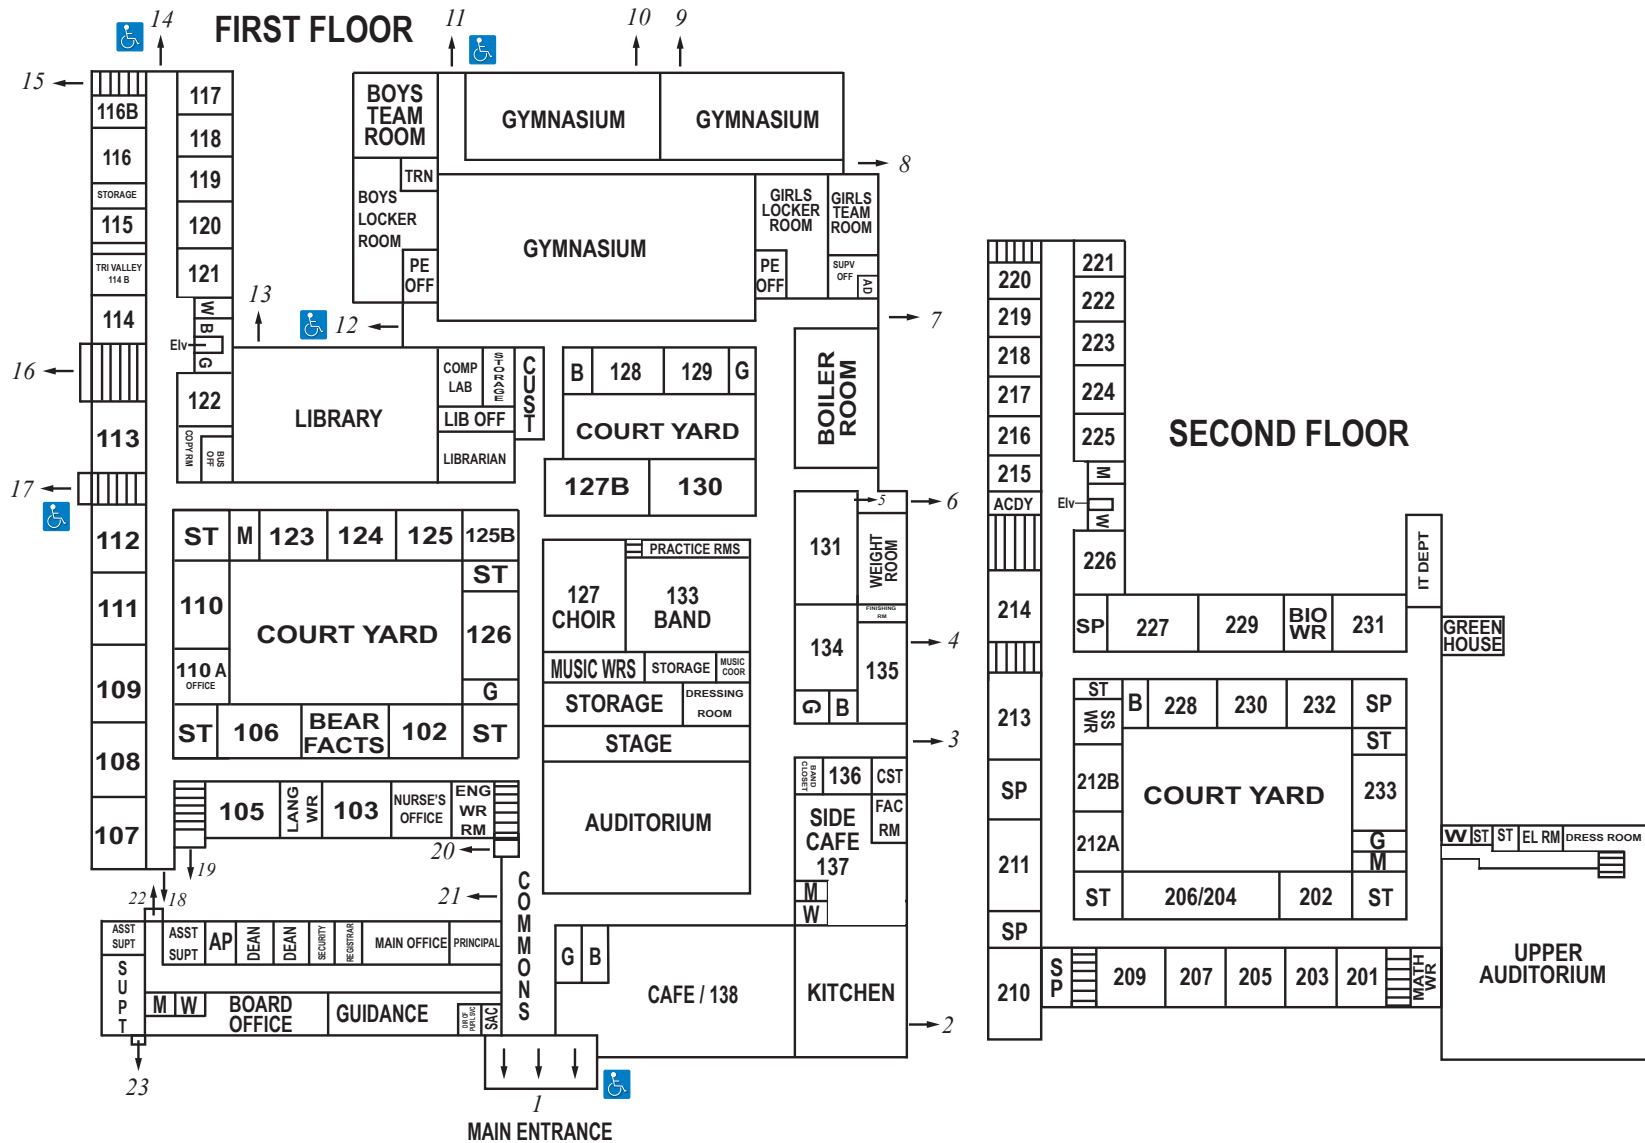 FIRST FLOOR
14
11
10
9
15
116B
116
STORAGE
115
TRI VALLEY
114 B
114
16
113
17
112
111
109
108
107
117
118
119
120
121
W
B
Elv
G
122
COPY RM
BUS
OFF
13
12
LIBRARY
COMP
LAB
STORAGE
LIB OFF
LIBRARIAN
CUST
BOYS
TEAM
ROOM
TRN
BOYS
LOCKER
ROOM
PE
OFF
GYMNASIUM
GYMNASIUM
8
GYMNASIUM
GIRLS
LOCKER
ROOM
GIRLS
TEAM
ROOM
PE
OFF
SUPV
OFF
AD
7
BOILER
ROOM
B
128
129
G
COURT YARD
127B
130
5
6
131
WEIGHT
ROOM
FINISHING
RM
134
135
4
G
B
3
ST
M
123
124
125
125B
ST
110
COURT YARD
126
110 A
OFFICE
G
ST
106
BEAR
FACTS
102
ST
PRACTICE RMS
127
CHOIR
133
BAND
MUSIC WRS
STORAGE
MUSIC
COOR
STORAGE
DRESSING
ROOM
STAGE
AUDITORIUM
BAND
CLOSET
136
CST
SIDE
CAFE
137
FAC
RM
M
W
105
LANG
WR
103
NURSE'S
OFFICE
ENG
WR
RM
20
19
18
22
21
COMMONS
ASST
SUPT
ASST
SUPT
AP
DEAN
DEAN
SECURITY
REGISTRAR
MAIN OFFICE
PRINCIPAL
SUPT
M
W
BOARD
OFFICE
GUIDANCE
DIR OF
PUPL SVC
SAC
23
G
B
CAFE / 138
KITCHEN
2
1
MAIN ENTRANCE
SECOND FLOOR
220
219
218
217
216
215
ACDY
214
213
SP
211
SP
210
221
222
223
224
225
M
Elv
W
226
SP
227
229
BIO
WR
231
IT DEPT
GREEN
HOUSE
ST
SS
WR
B
228
230
232
SP
ST
212B
COURT YARD
233
212A
G
M
ST
206/204
202
ST
SP
209
207
205
203
201
MATH
WR
W
ST
ST
EL RM
DRESS ROOM
UPPER
AUDITORIUM